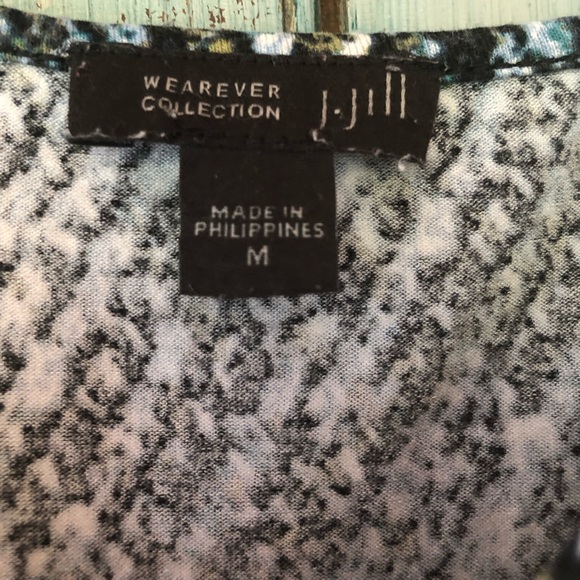 WEAREVER
COLLECTION
J.Jill
MADE IN
PHILIPPINES
M